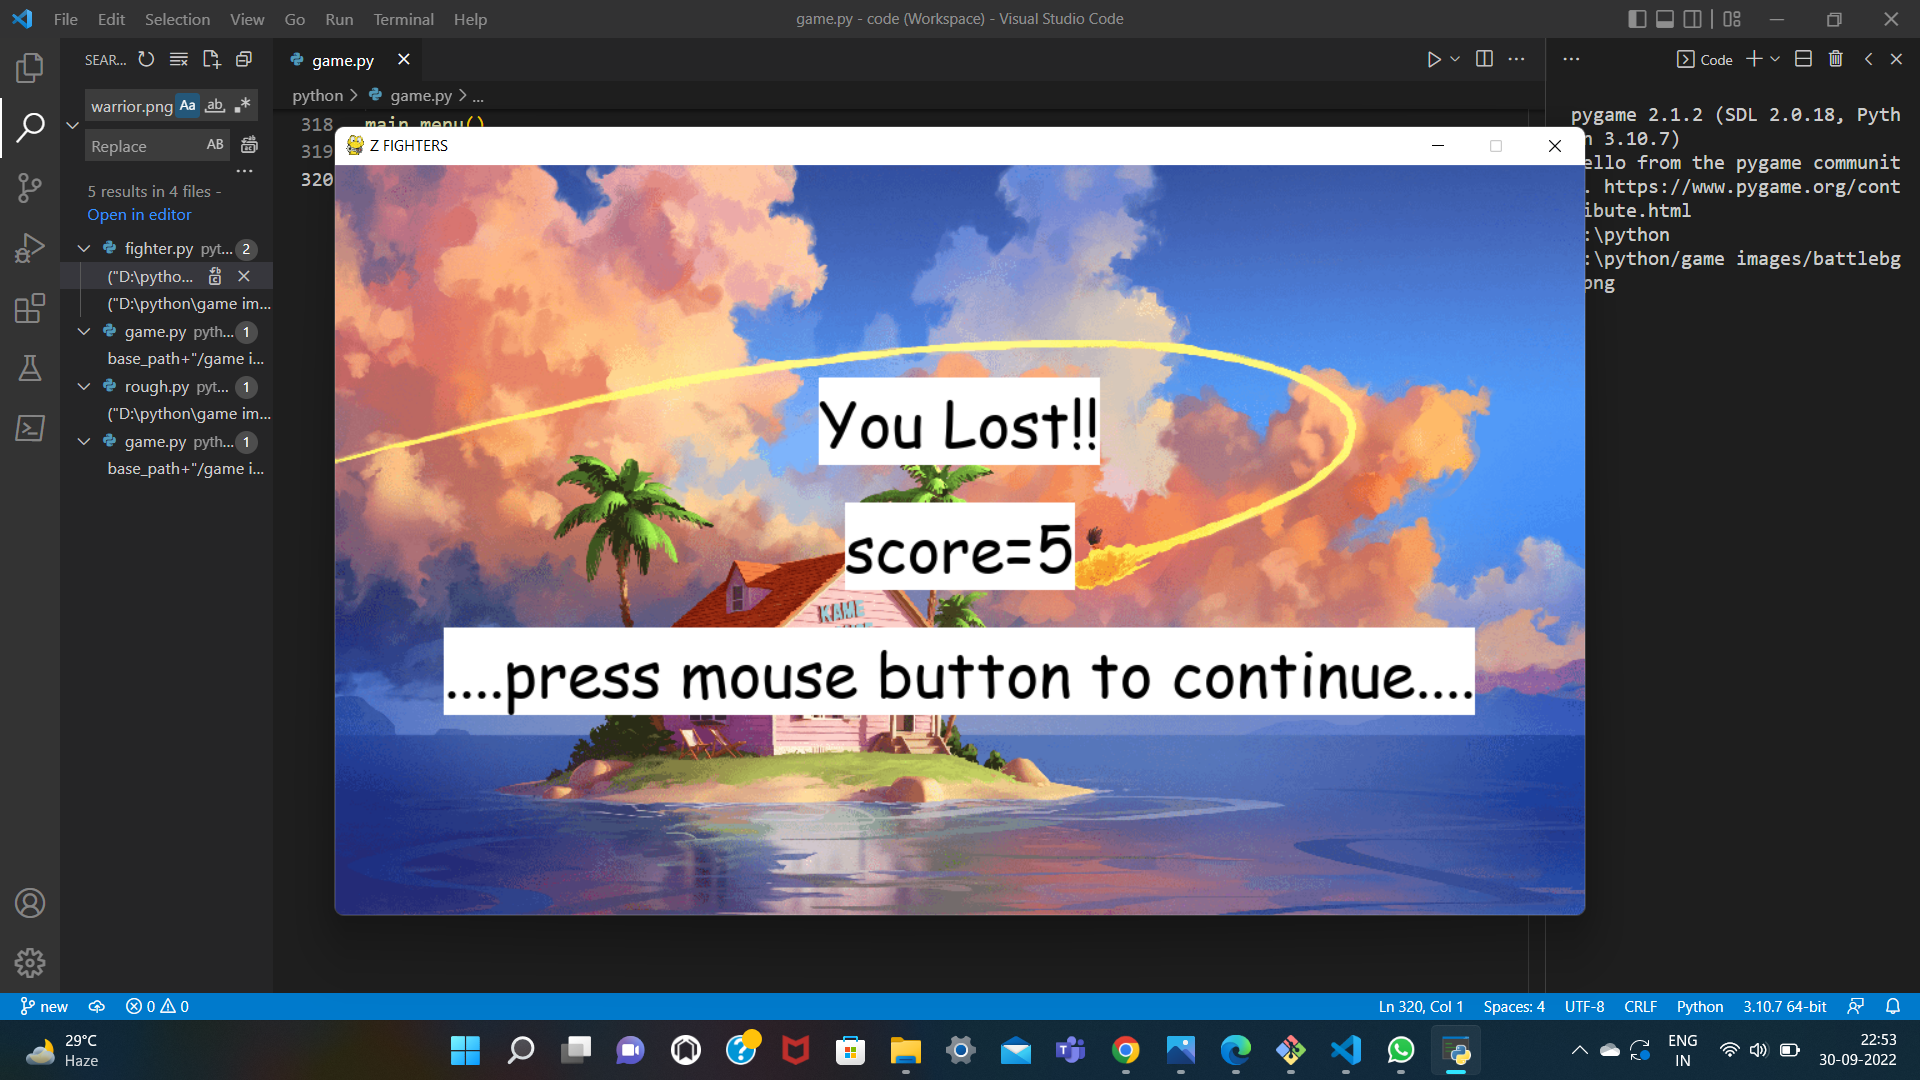 File Edit Selection View Go Run Terminal Help
game.py - code (Workspace) - Visual Studio Code
SEAR...
game.py
Code
warrior.png Aa ab
Replace AB
python > game.py > ...
5 results in 4 files -
Open in editor
fighter.py pyt... 2
("D:\pytho...
("D:\python\game im...
game.py pyth... 1
base_path+"/game i...
rough.py pyt... 1
("D:\python\game im...
game.py pyth... 1
base_path+"/game i...
318 main_menu()
319
320
pygame 2.1.2 (SDL 2.0.18, Pyth
n 3.10.7)
ello from the pygame communit
. https://www.pygame.org/cont
ibute.html
:\python
:\python/game images/battlebg
png
Z FIGHTERS
You Lost!!
score=5
KAME
....press mouse button to continue....
new
0 0
Ln 320, Col 1 Spaces: 4 UTF-8 CRLF Python 3.10.7 64-bit
29°C
Haze
ENG
IN
22:53
30-09-2022